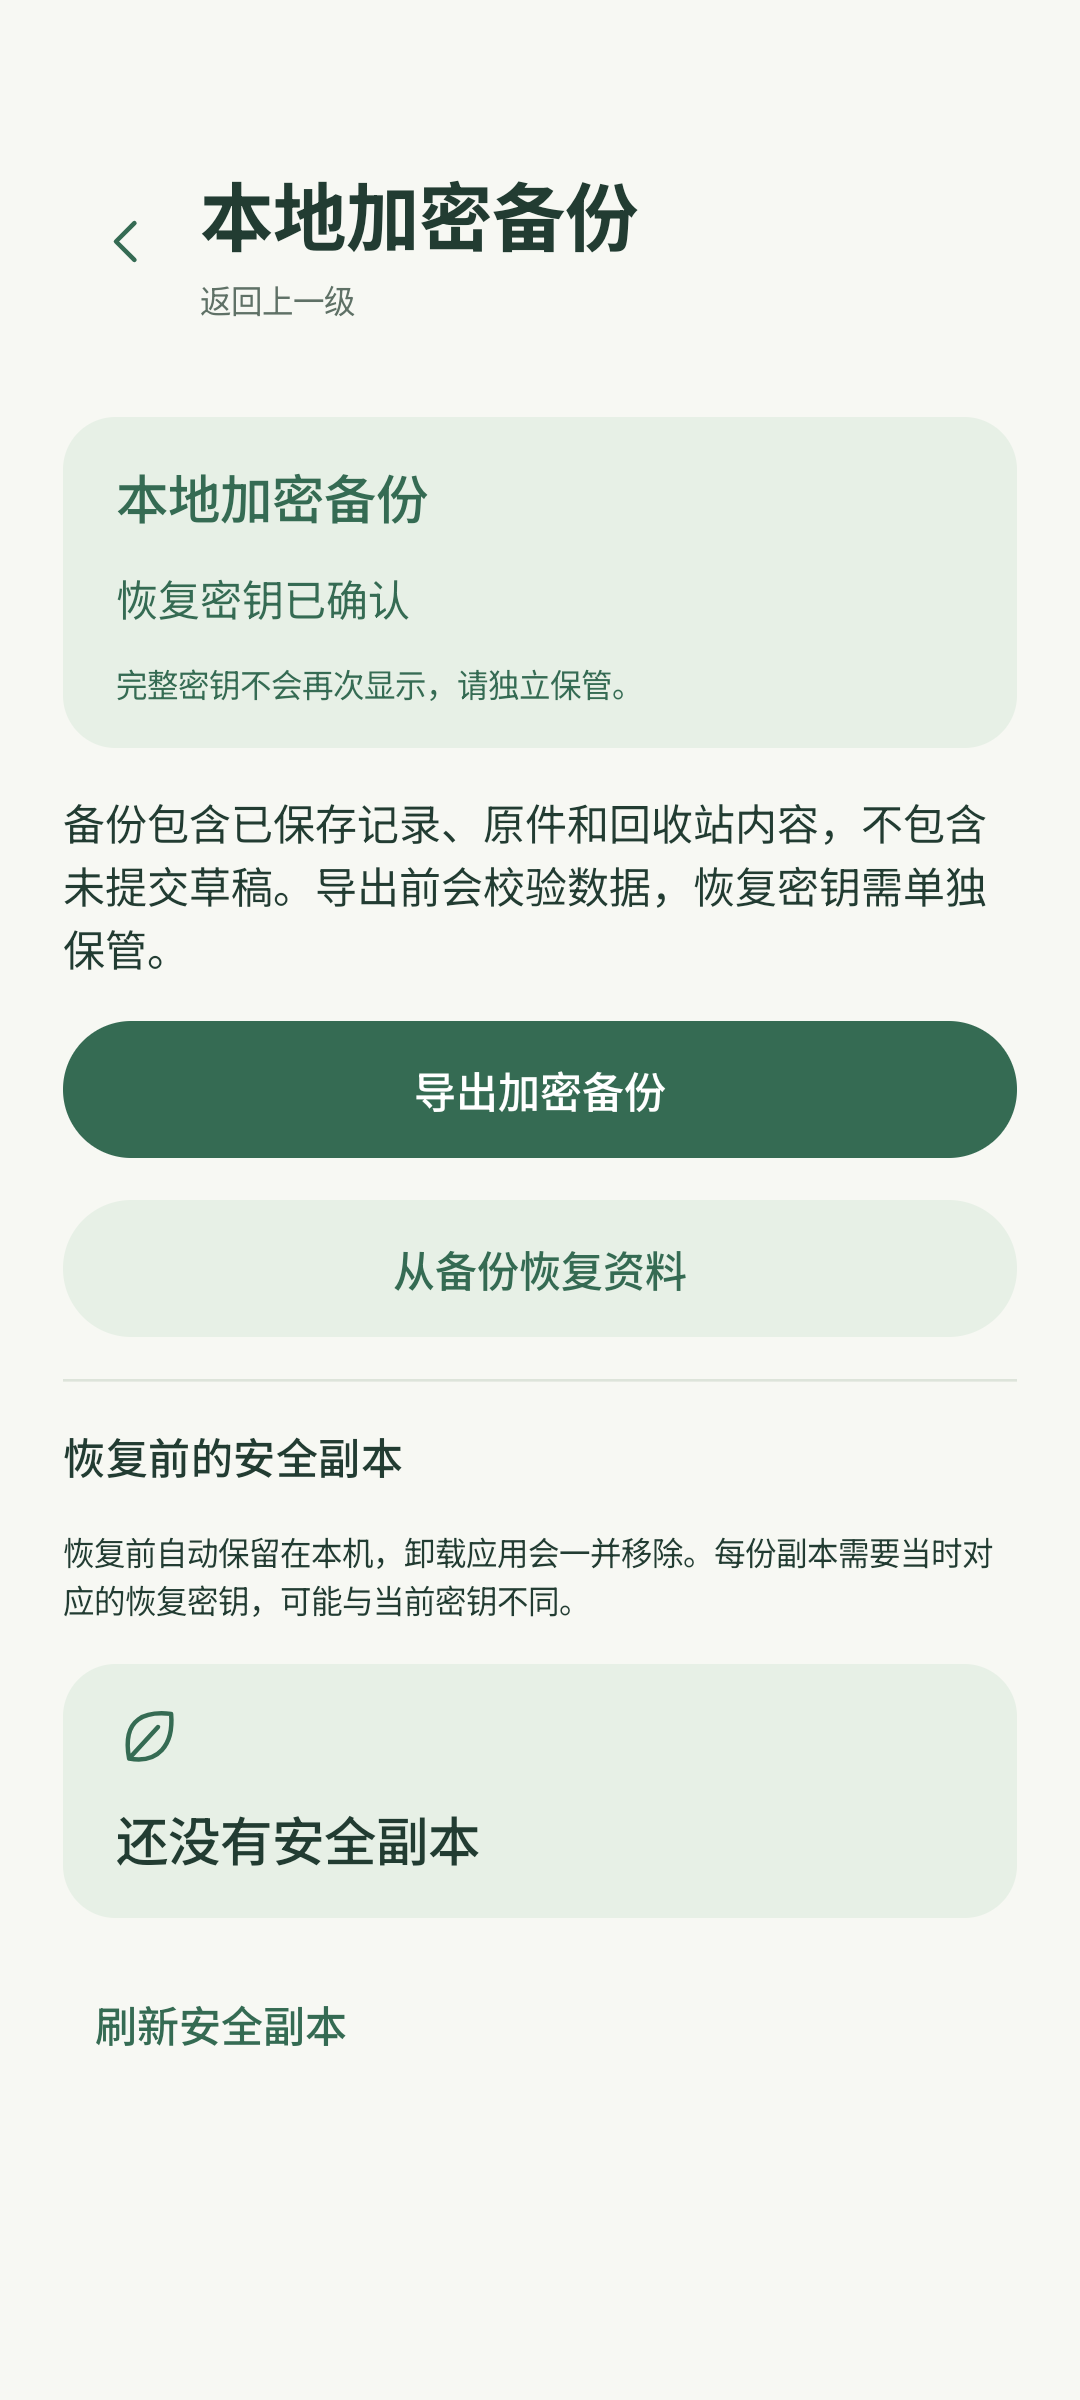 本地加密备份
返回上一级
本地加密备份
恢复密钥已确认
完整密钥不会再次显示，请独立保管。
备份包含已保存记录、原件和回收站内容，不包含
未提交草稿。导出前会校验数据，恢复密钥需单独
保管。
导出加密备份
从备份恢复资料
恢复前的安全副本
恢复前自动保留在本机，卸载应用会一并移除。每份副本需要当时对
应的恢复密钥，可能与当前密钥不同。
还没有安全副本
刷新安全副本